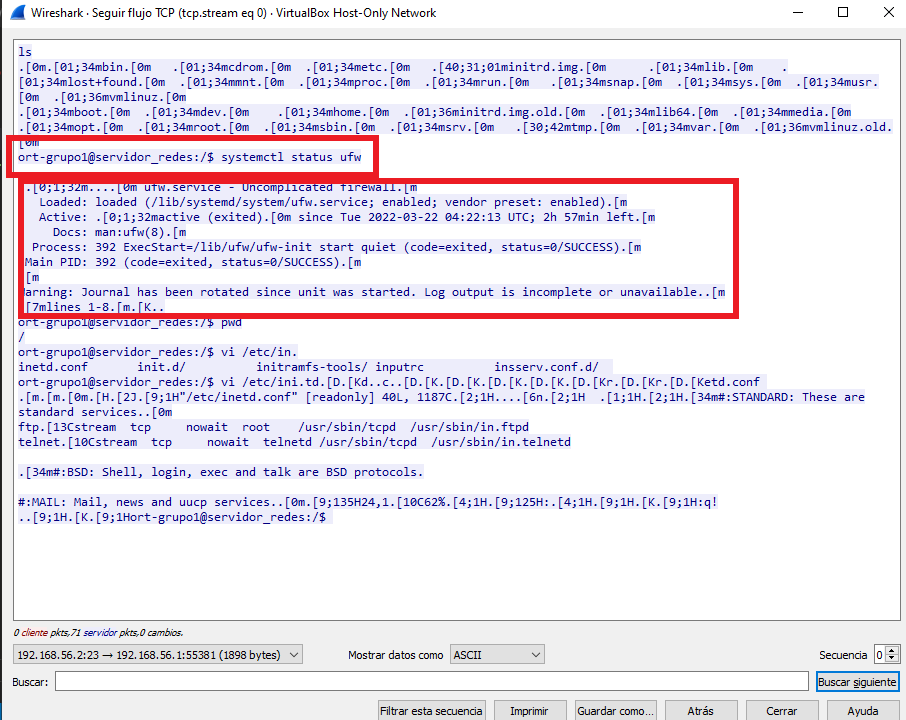 Wireshark · Seguir flujo TCP (tcp.stream eq 0) · VirtualBox Host-Only Network
ls
.[0m.[01;34mbin.[0m   .[01;34mcdrom.[0m  .[01;34metc.[0m   .[40;31;01minitrd.img.[0m      .[01;34mlib.[0m    .
[01;34mlost+found.[0m  .[01;34mmnt.[0m  .[01;34mproc.[0m  .[01;34mrun.[0m   .[01;34msnap.[0m  .[01;34msys.[0m  .[01;34musr.
[0m  .[01;36mvmlinuz.[0m
.[01;34mboot.[0m  .[01;34mdev.[0m    .[01;34mhome.[0m  .[01;36minitrd.img.old.[0m  .[01;34mlib64.[0m  .[01;34mmedia.[0m
.[01;34mopt.[0m  .[01;34mroot.[0m  .[01;34msbin.[0m  .[01;34msrv.[0m  .[30;42mtmp.[0m  .[01;34mvar.[0m  .[01;36mvmlinuz.old.
[0m
ort-grupo1@servidor_redes:/$ systemctl status ufw
.[0;1;32m....[0m ufw.service - Uncomplicated firewall.[m
Loaded: loaded (/lib/systemd/system/ufw.service; enabled; vendor preset: enabled).[m
Active: .[0;1;32mactive (exited).[0m since Tue 2022-03-22 04:22:13 UTC; 2h 57min left.[m
Docs: man:ufw(8).[m
Process: 392 ExecStart=/lib/ufw/ufw-init start quiet (code=exited, status=0/SUCCESS).[m
Main PID: 392 (code=exited, status=0/SUCCESS).[m
[m
arning: Journal has been rotated since unit was started. Log output is incomplete or unavailable..[m
[7mlines 1-8.[m.[K..
ort-grupo1@servidor_redes:/$ pwd
/
ort-grupo1@servidor_redes:/$ vi /etc/in.
inetd.conf       init.d/          initramfs-tools/ inputrc          insserv.conf.d/
ort-grupo1@servidor_redes:/$ vi /etc/ini.td.[D.[Kd..c..[D.[K.[D.[K.[D.[K.[D.[K.[D.[Kr.[D.[Kr.[D.[Ketd.conf
.[m.[m.[0m.[H.[2J.[9;1H"/etc/inetd.conf" [readonly] 40L, 1187C.[2;1H....[6n.[2;1H  .[1;1H.[2;1H.[34m#:STANDARD: These are
standard services..[0m
ftp.[13Cstream  tcp     nowait  root    /usr/sbin/tcpd  /usr/sbin/in.ftpd
telnet.[10Cstream  tcp     nowait  telnetd /usr/sbin/tcpd  /usr/sbin/in.telnetd
.[34m#:BSD: Shell, login, exec and talk are BSD protocols.
#:MAIL: Mail, news and uucp services..[0m.[9;135H24,1.[10C62%.[4;1H.[9;125H:.[4;1H.[9;1H.[K.[9;1H:q!
..[9;1H.[K.[9;1Hort-grupo1@servidor_redes:/$
0 cliente pkts,71 servidor pkts,0 cambios.
192.168.56.2:23 → 192.168.56.1:55381 (1898 bytes)   Mostrar datos como   ASCII   Secuencia   0
Buscar:   Buscar siguiente
Filtrar esta secuencia   Imprimir   Guardar como...   Atrás   Cerrar   Ayuda